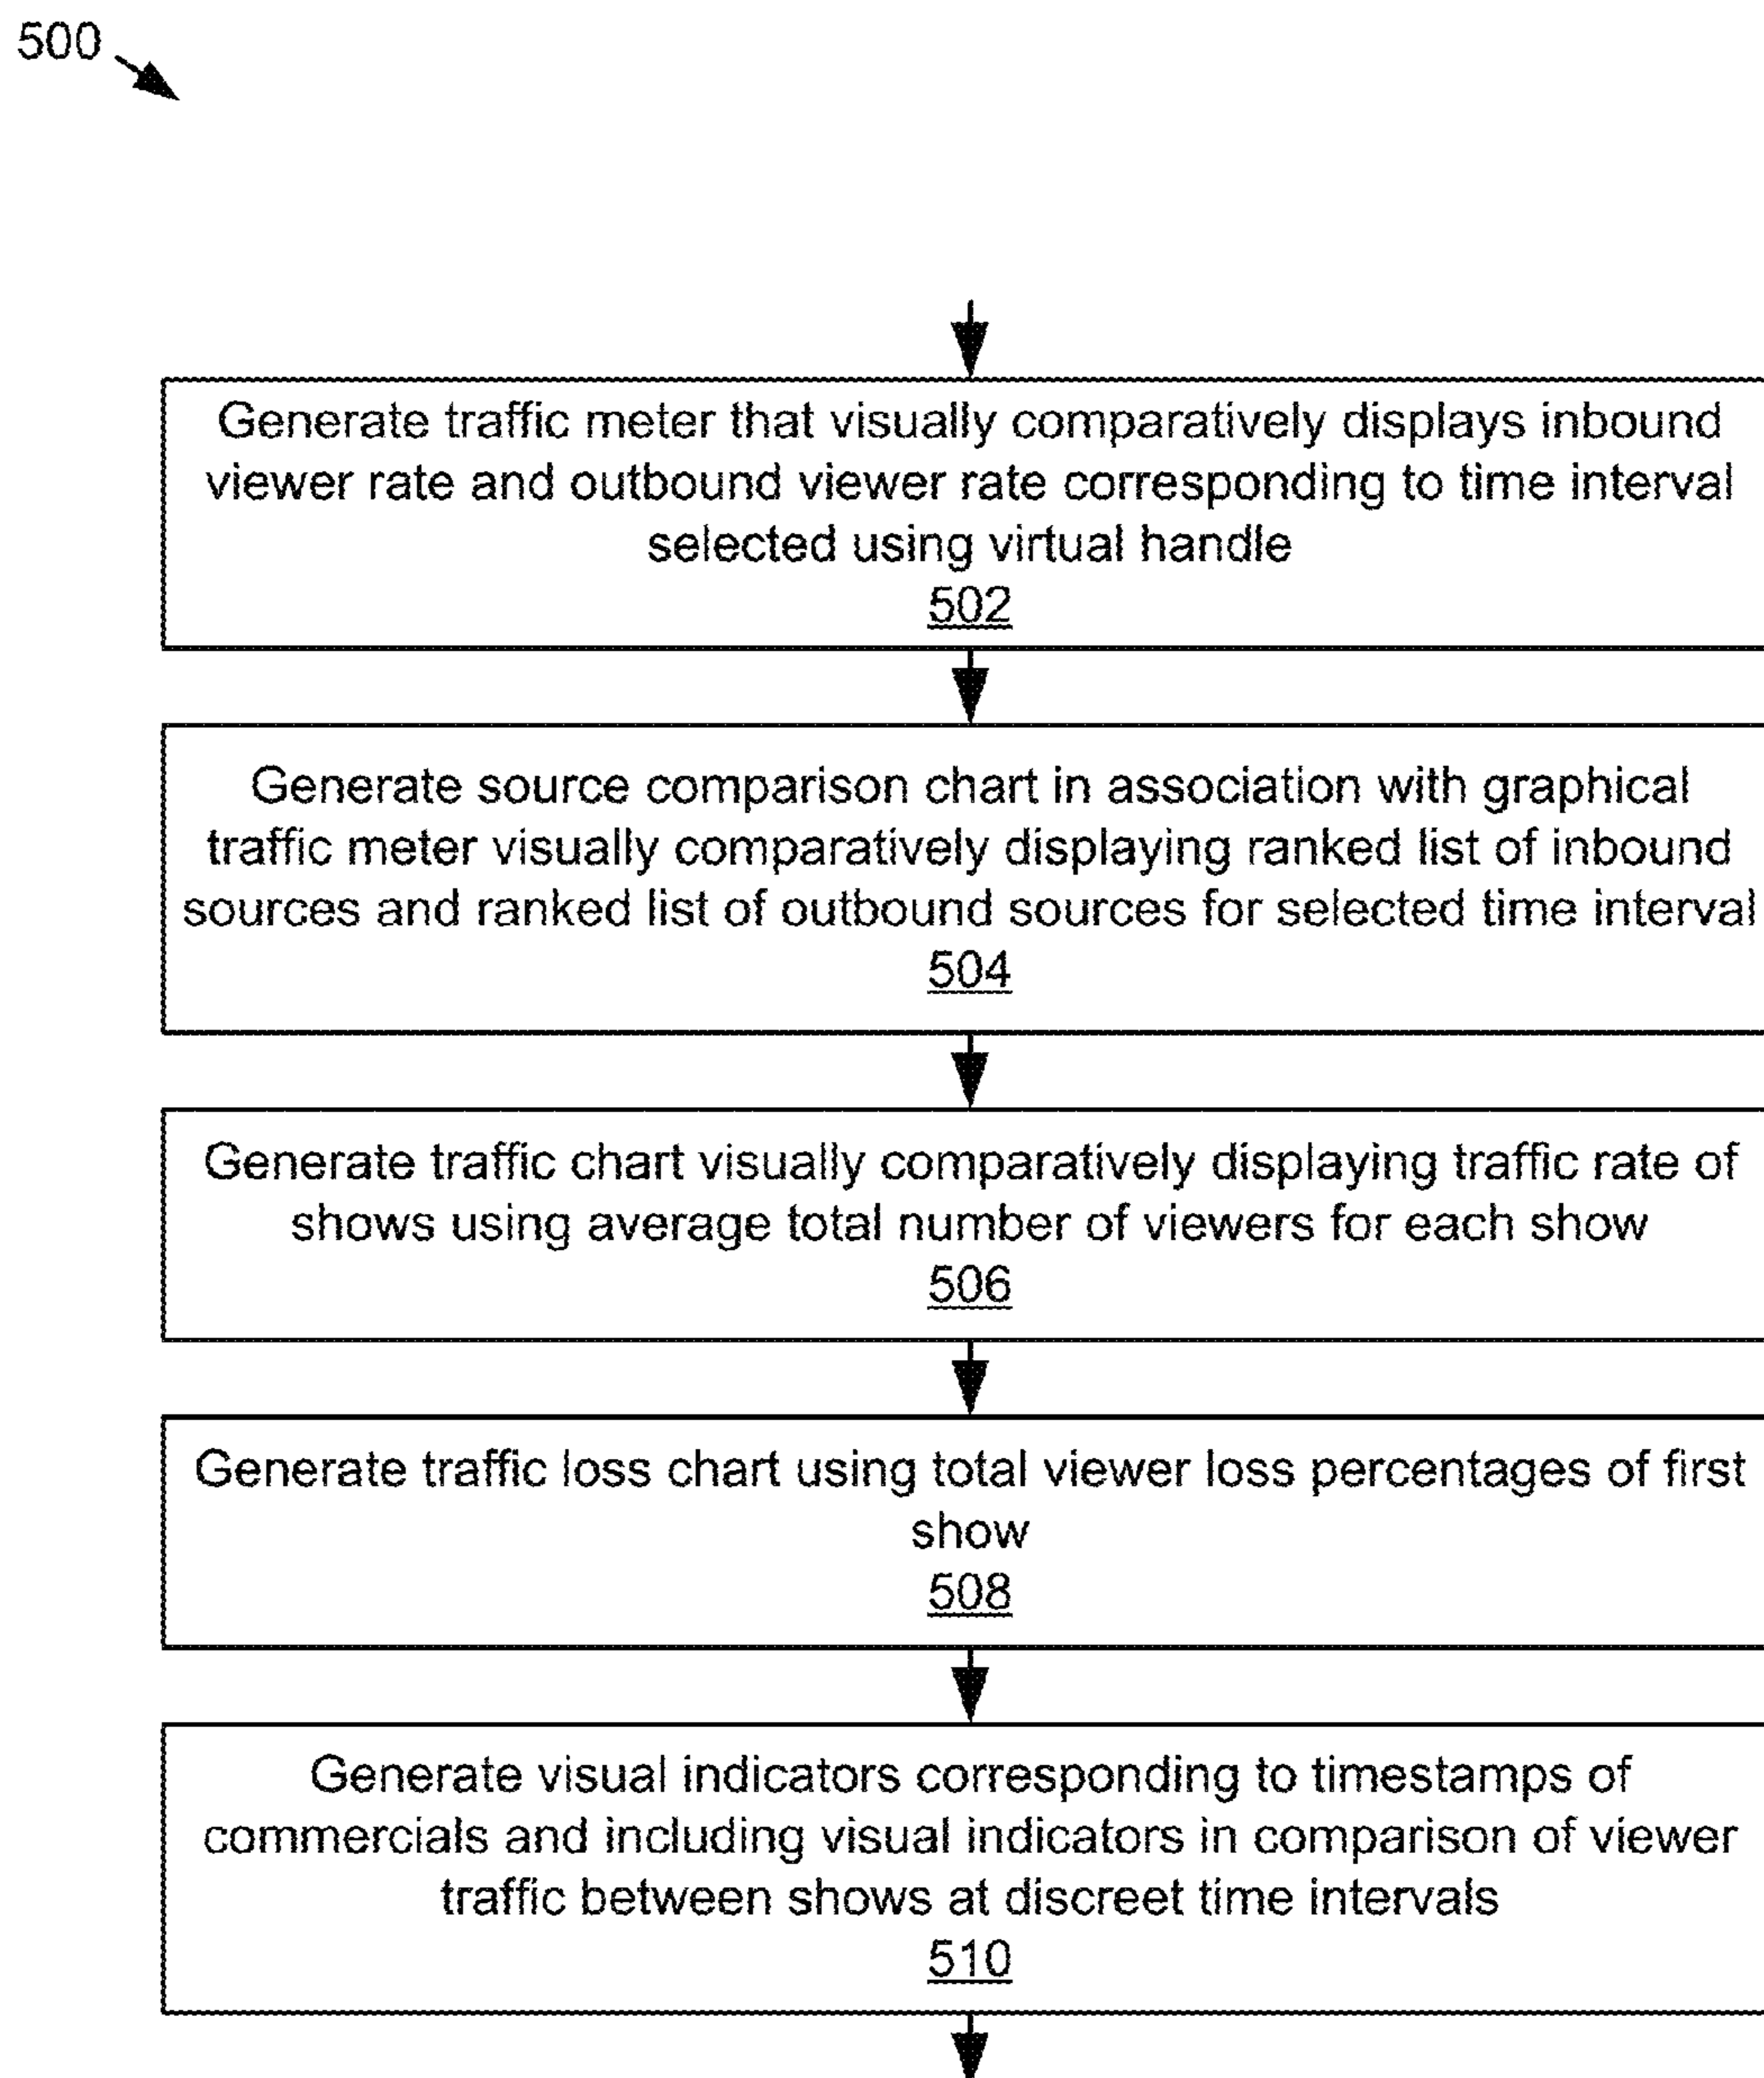 500
Generate traffic meter that visually comparatively displays inbound
viewer rate and outbound viewer rate corresponding to time interval
selected using virtual handle
502
Generate source comparison chart in association with graphical
traffic meter visually comparatively displaying ranked list of inbound
sources and ranked list of outbound sources for selected time interval
504
Generate traffic chart visually comparatively displaying traffic rate of
shows using average total number of viewers for each show
506
Generate traffic loss chart using total viewer loss percentages of first
show
508
Generate visual indicators corresponding to timestamps of
commercials and including visual indicators in comparison of viewer
traffic between shows at discreet time intervals
510